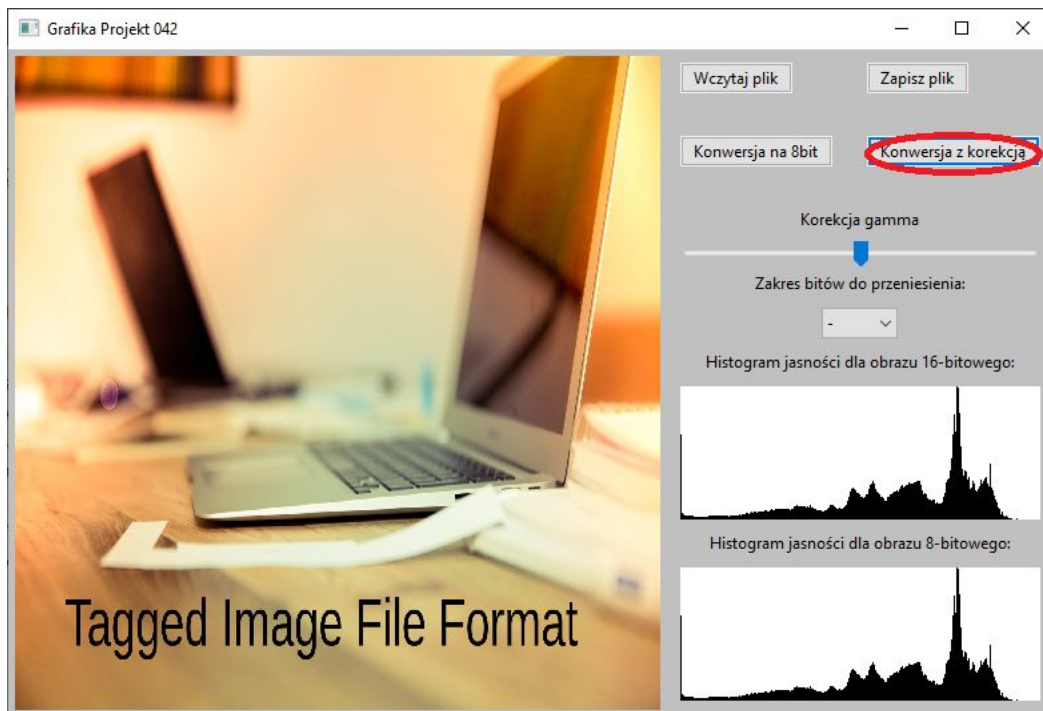 Grafika Projekt 042
Wczytaj plik
Zapisz plik
Konwersja na 8bit
Konwersja z korekcją
Korekcja gamma
Zakres bitów do przeniesienia:
-
Histogram jasności dla obrazu 16-bitowego:
Histogram jasności dla obrazu 8-bitowego:
Tagged Image File Format